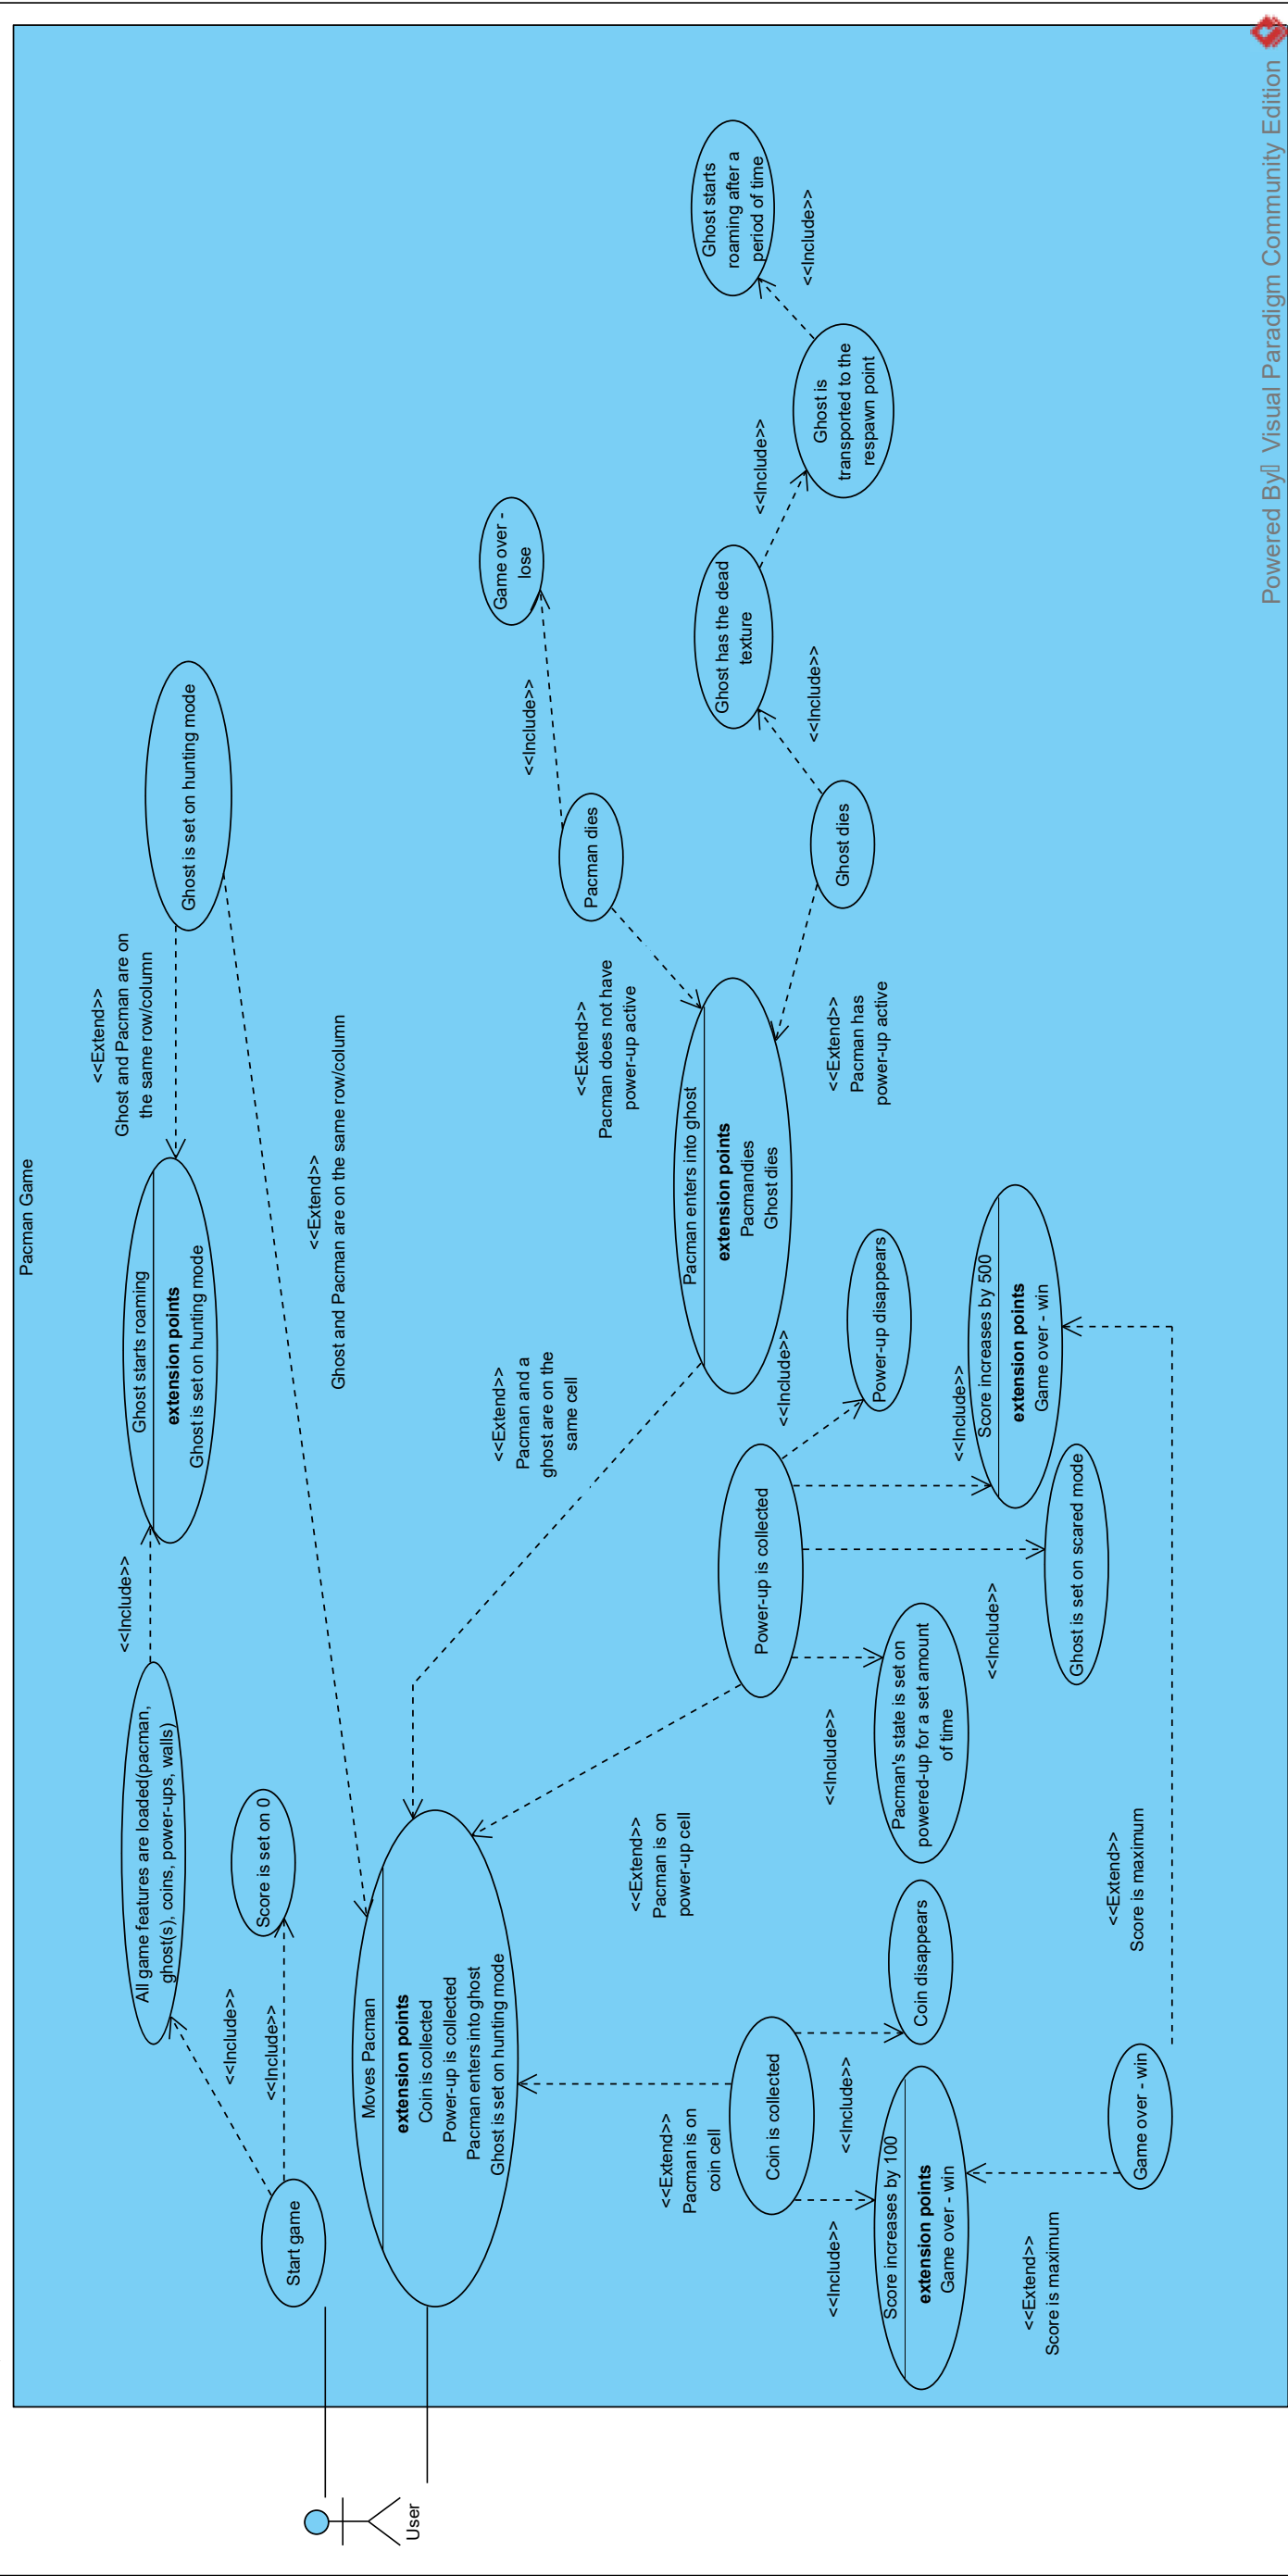 Pacman Game
User
Start game
<<Include>>
<<Include>>
All game features are loaded(pacman,
ghost(s), coins, power-ups, walls)
Score is set on 0
<<Include>>
Ghost starts roaming
extension points
Ghost is set on hunting mode
<<Extend>>
Ghost and Pacman are on
the same row/column
Ghost is set on hunting mode
<<Extend>>
Ghost and Pacman are on the same row/column
Moves Pacman
extension points
Coin is collected
Power-up is collected
Pacman enters into ghost
Ghost is set on hunting mode
<<Extend>>
Pacman and a
ghost are on the
same cell
<<Extend>>
Pacman does not have
power-up active
Pacman dies
<<Include>>
Game over -
lose
Pacman enters into ghost
extension points
Pacmandies
Ghost dies
<<Extend>>
Pacman has
power-up active
Ghost dies
<<Include>>
Ghost has the dead
texture
<<Include>>
Ghost is
transported to the
respawn point
<<Include>>
Ghost starts
roaming after a
period of time
<<Extend>>
Pacman is on
coin cell
<<Extend>>
Pacman is on
power-up cell
Coin is collected
<<Include>>
<<Include>>
Coin disappears
Score increases by 100
extension points
Game over - win
<<Extend>>
Score is maximum
Game over - win
<<Extend>>
Score is maximum
Power-up is collected
<<Include>>
Pacman's state is set on
powered-up for a set amount
of time
<<Include>>
Ghost is set on scared mode
<<Include>>
Power-up disappears
<<Include>>
Score increases by 500
extension points
Game over - win
Powered By Visual Paradigm Community Edition